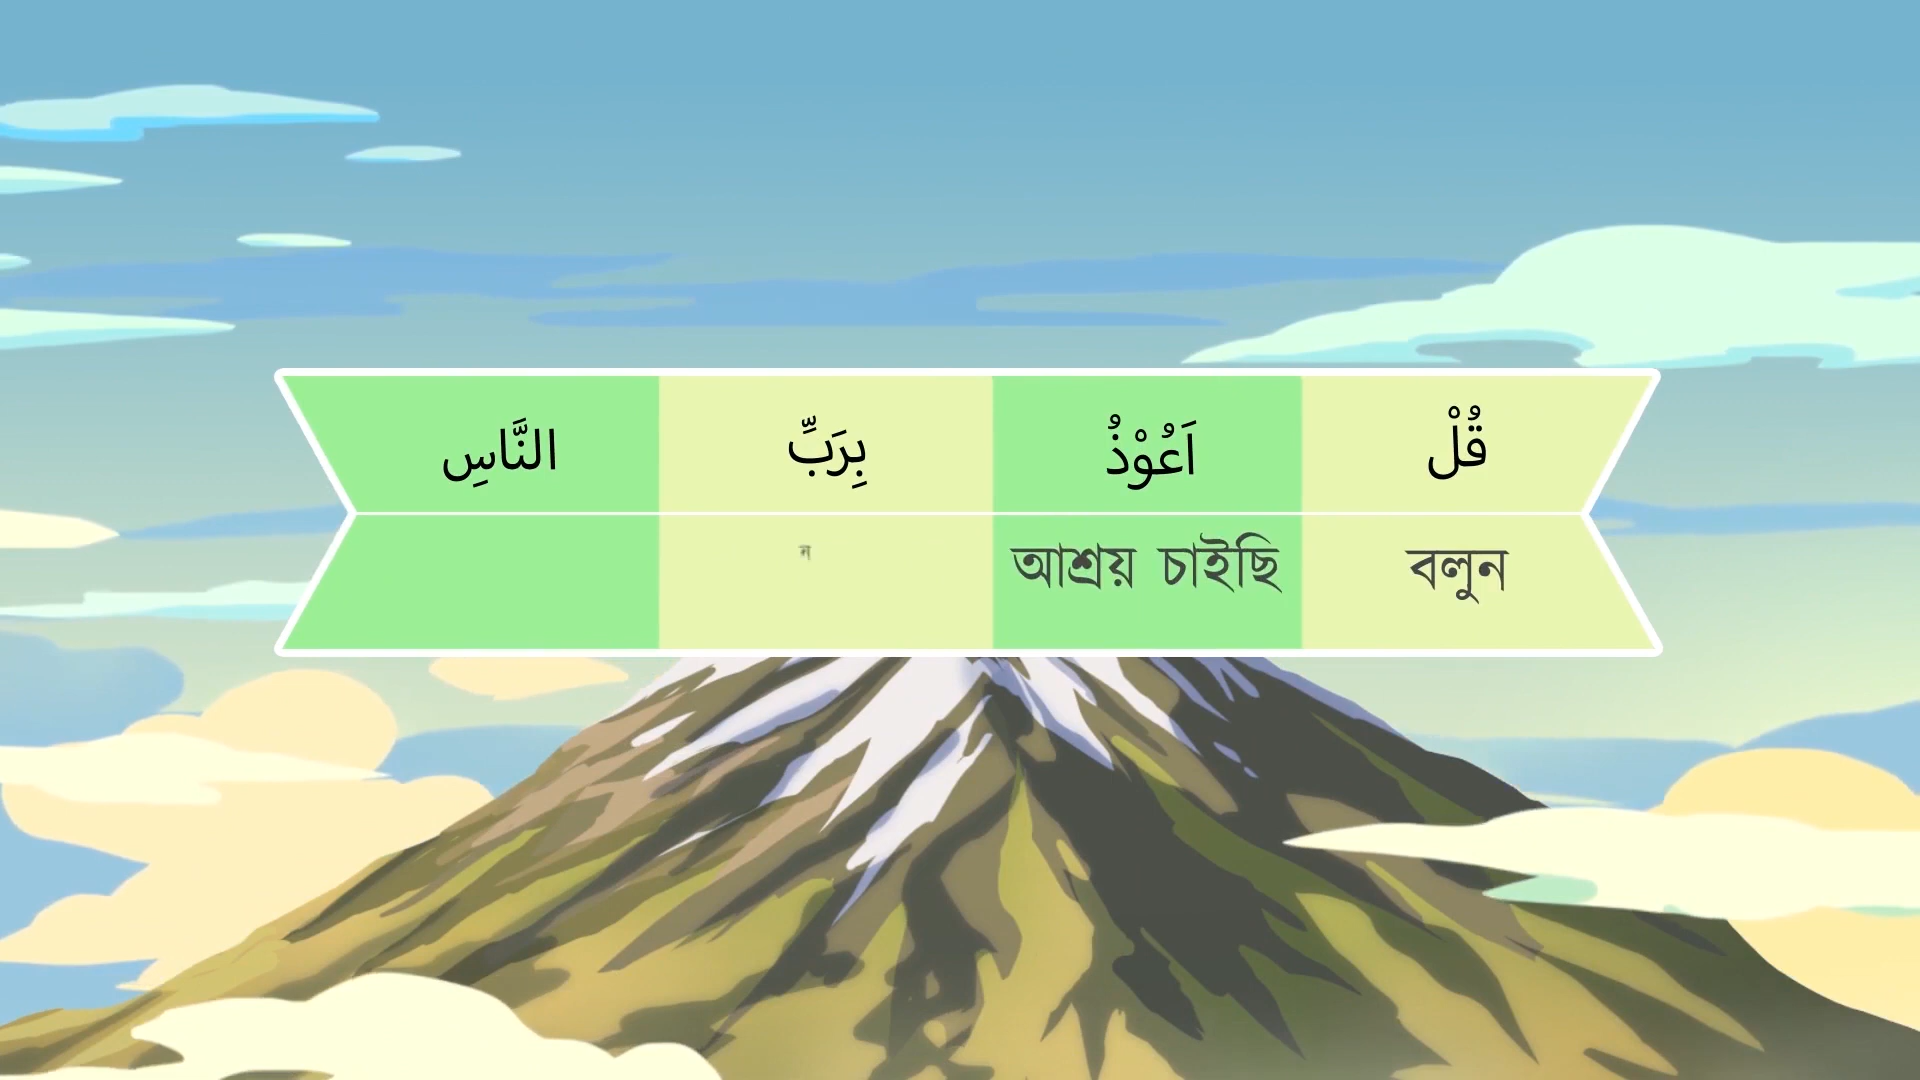 قُلْ اَعُوْذُ بِرَبِّ النَّاسِ
বলুন আশ্রয় চাইছি ন